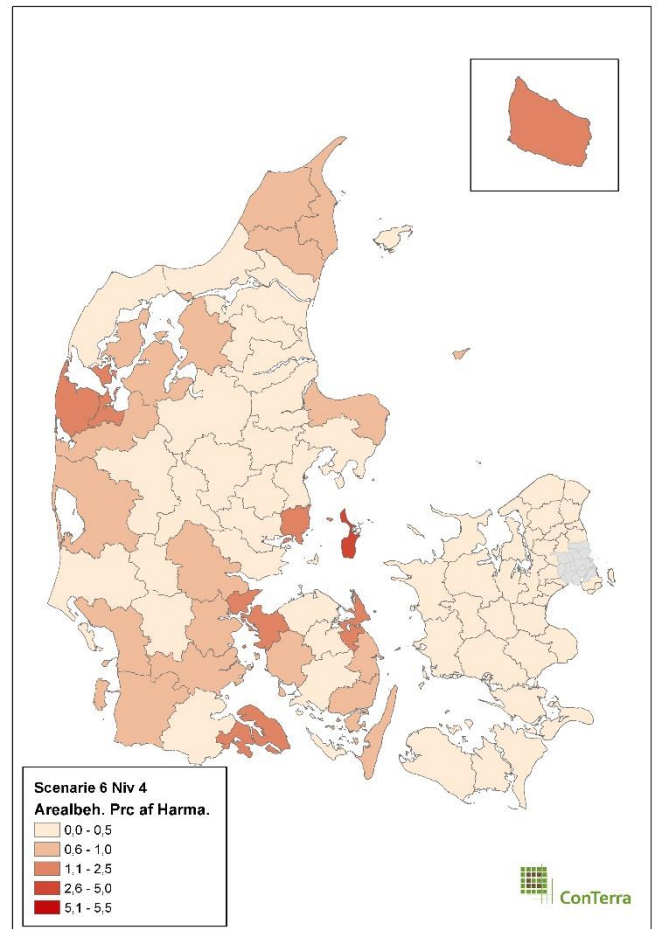 Scenarie 6 Niv 4
Arealbeh. Prc af Harma.
0,0 - 0,5
0,6 - 1,0
1,1 - 2,5
2,6 - 5,0
5,1 - 5,5
ConTerra